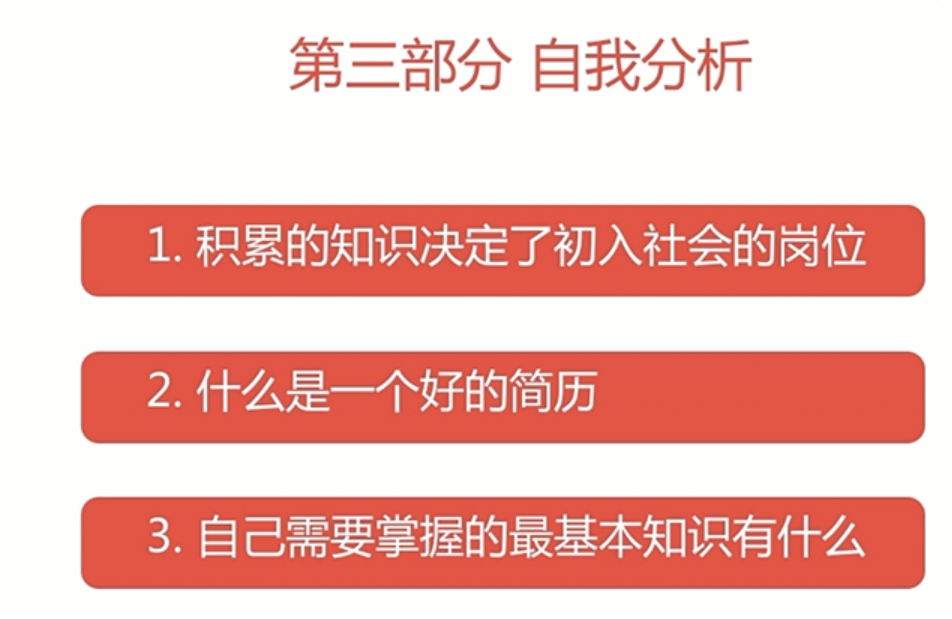 第三部分 自我分析
1. 积累的知识决定了初入社会的岗位
2. 什么是一个好的简历
3. 自己需要掌握的最基本知识有什么